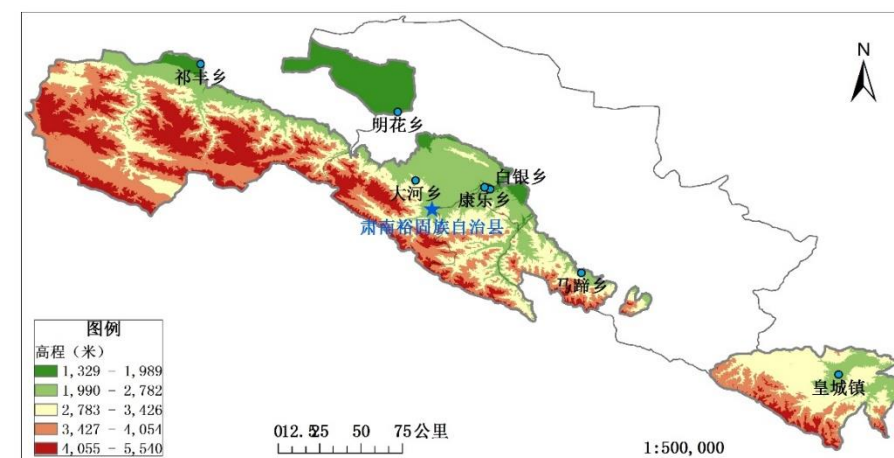 N
祁丰乡
明花乡
白银乡
大河乡
康乐乡
肃南裕固族自治县
马蹄乡
皇城镇
图例
高程（米）
1,329 - 1,989
1,990 - 2,782
2,783 - 3,426
3,427 - 4,054
4,055 - 5,540
012.525 50 75 公里
1:500,000